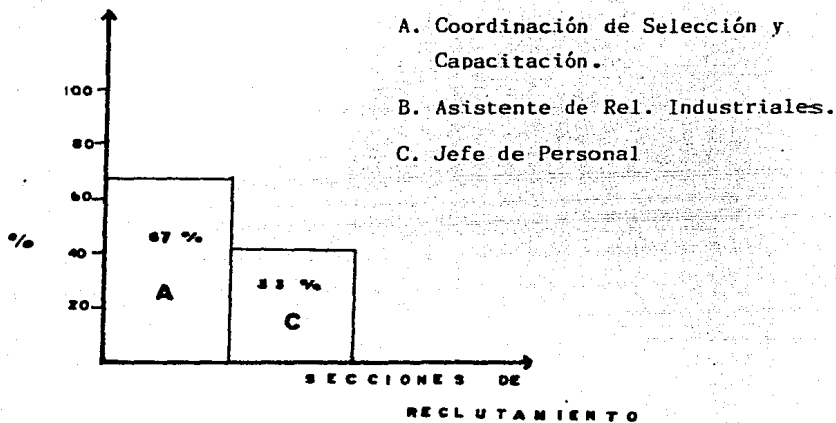 A. Coordinación de Selección y
Capacitación.
B. Asistente de Rel. Industriales.
C. Jefe de Personal
100
80
60
%
40
20
67 %
A
33 %
C
SECCIONES DE
RECLUTAMIENTO